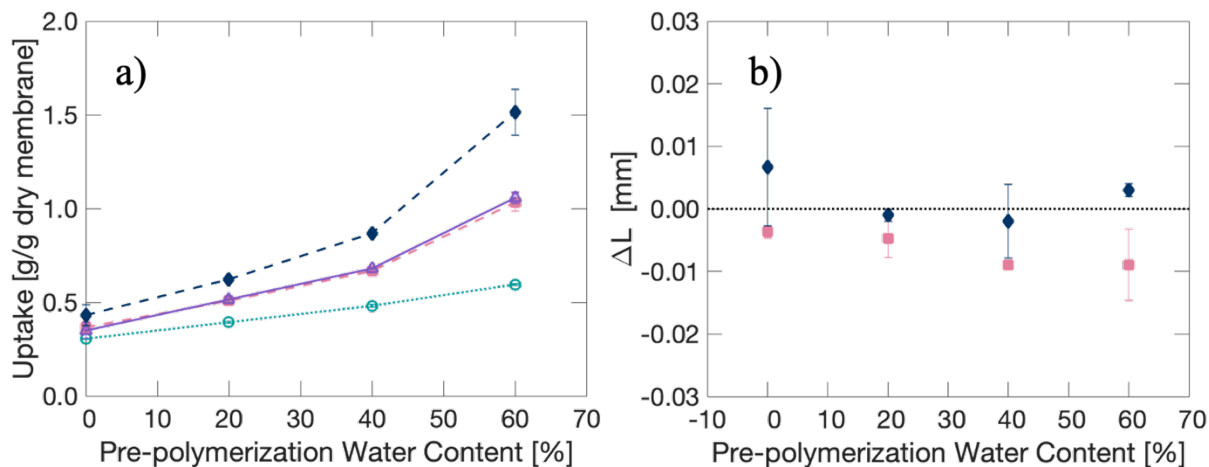 a)
Uptake [g/g dry membrane]
2.0
1.5
1.0
0.5
0.0
0 10 20 30 40 50 60 70
Pre-polymerization Water Content [%]
b)
ΔL [mm]
0.03
0.02
0.01
0.00
-0.01
-0.02
-0.03
-10 0 10 20 30 40 50 60 70
Pre-polymerization Water Content [%]